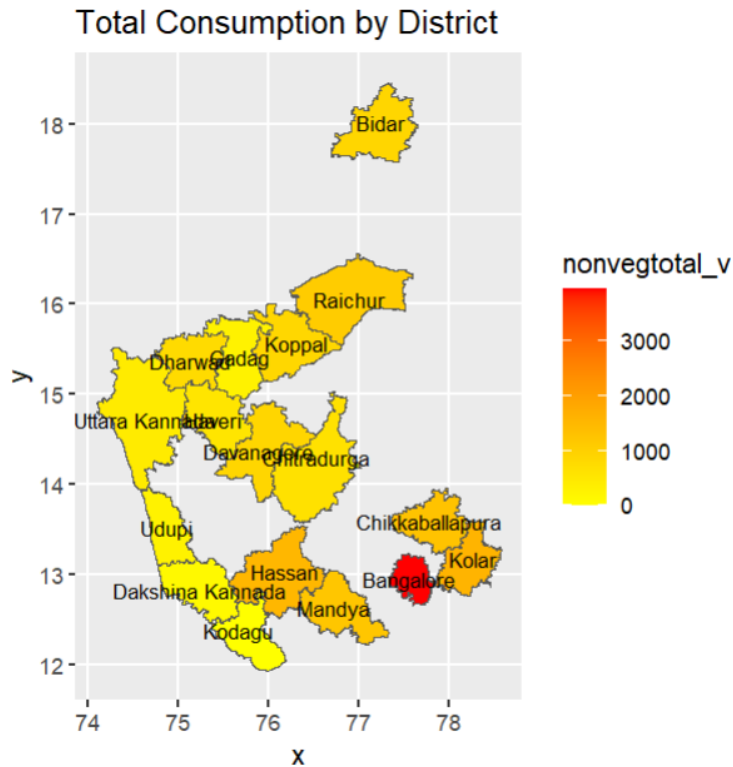 Total Consumption by District
18
17
16
15
14
13
12
y
Bidar
Raichur
Koppal
Gadag
Dharwad
Uttara Kannada
Haveri
Davanagere
Chitradurga
Chikkaballapura
Udupi
Kolar
Hassan
Bangalore
Dakshina Kannada
Mandya
Kodagu
74 75 76 77 78
x
nonvegtotal_v
3000
2000
1000
0